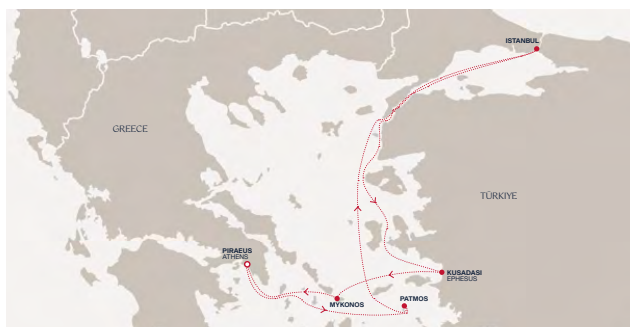 ISTANBUL
GREECE
TÜRKIYE
PIRAEUS
ATHENS
KUSADASI
EPHESUS
MYKONOS
PATMOS